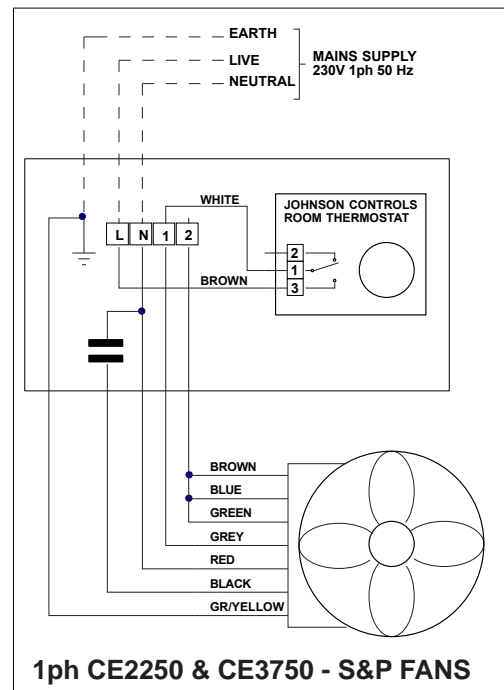 EARTH
LIVE
NEUTRAL
MAINS SUPPLY
230V 1ph 50 Hz
WHITE
JOHNSON CONTROLS
ROOM THERMOSTAT
L N 1 2
2
1
3
BROWN
BROWN
BLUE
GREEN
GREY
RED
BLACK
GR/YELLOW
1ph CE2250 & CE3750 - S&P FANS